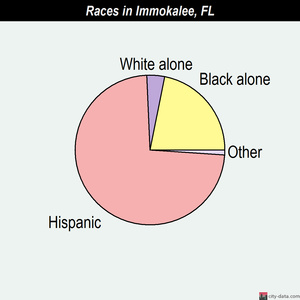 Races in Immokalee, FL
White alone
Black alone
Other
Hispanic
city-data.com